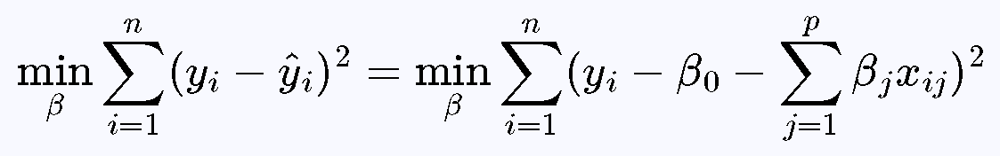 $$\min_{\beta} \sum_{i=1}^{n} (y_i - \hat{y}_i)^2 = \min_{\beta} \sum_{i=1}^{n} (y_i - \beta_0 - \sum_{j=1}^{p} \beta_j x_{ij})^2$$